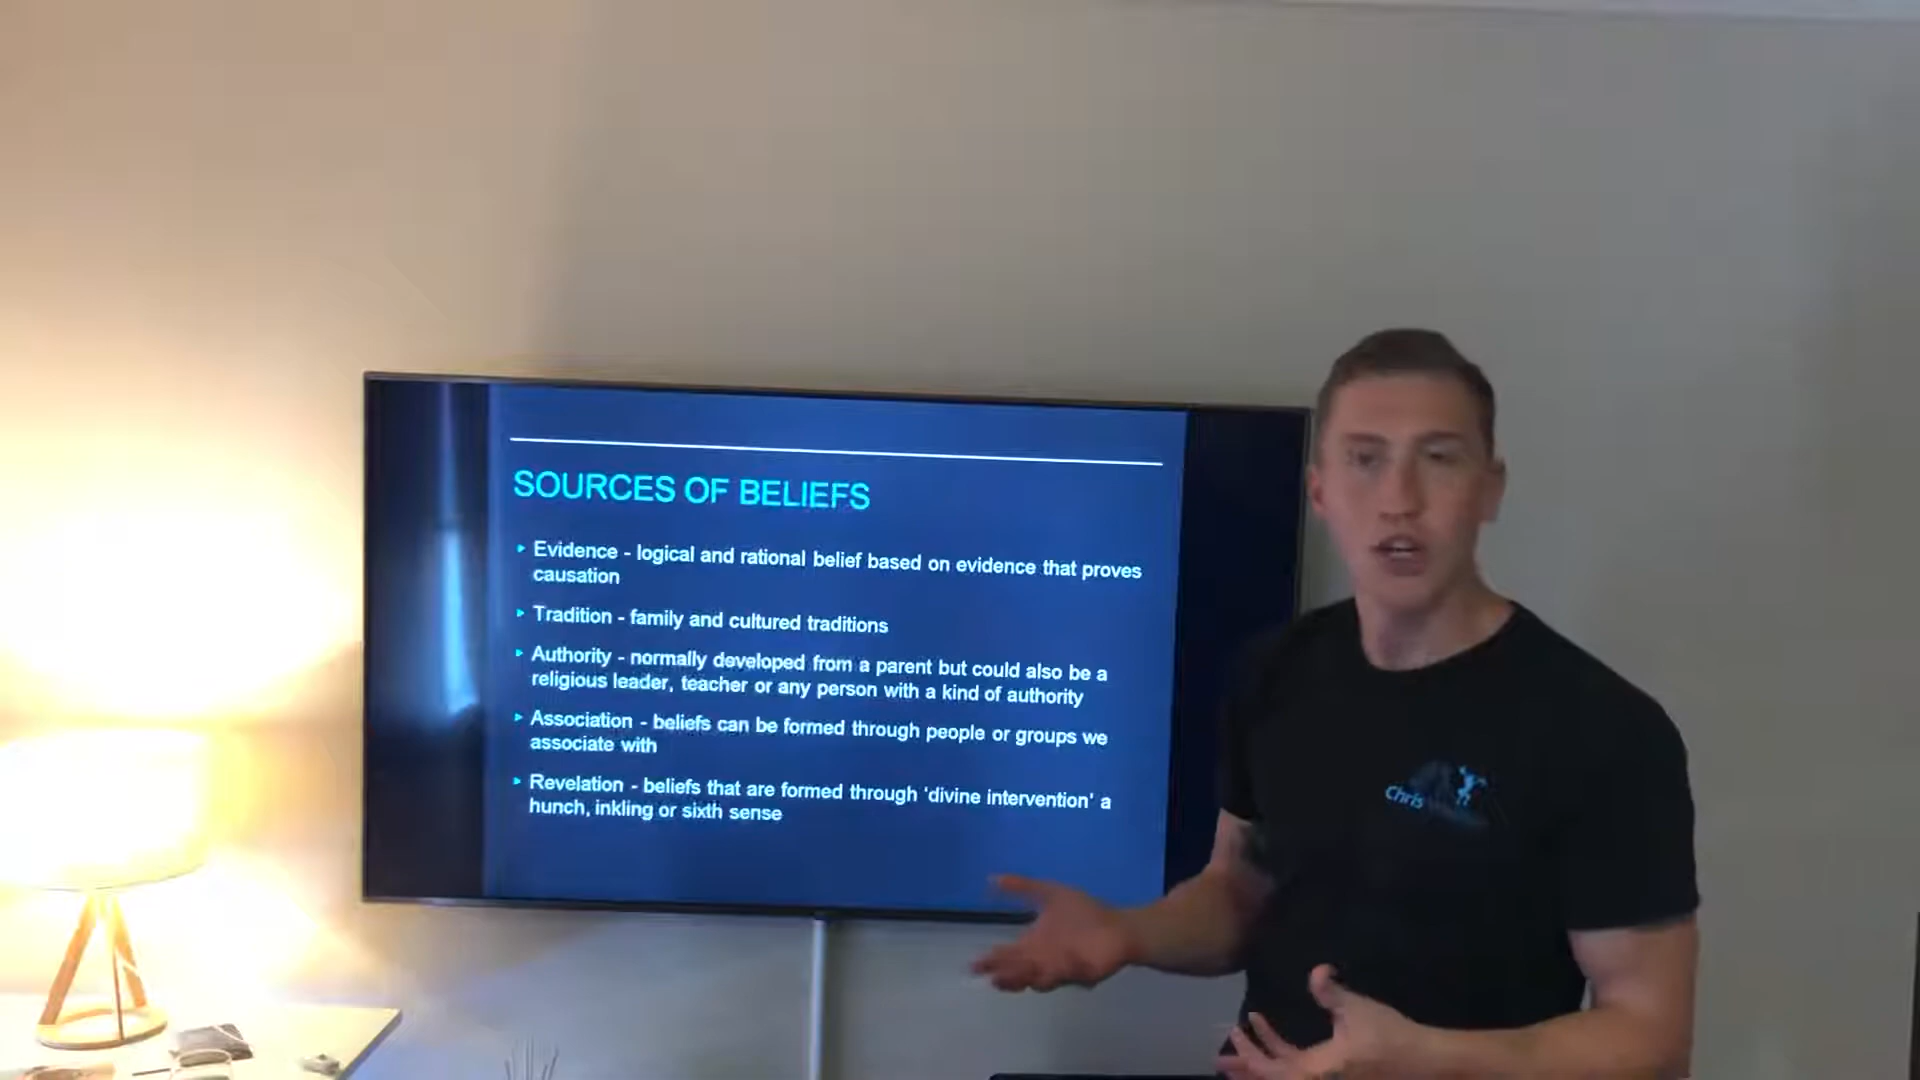 SOURCES OF BELIEFS
Evidence - logical and rational belief based on evidence that proves
causation
Tradition - family and cultured traditions
Authority - normally developed from a parent but could also be a
religious leader, teacher or any person with a kind of authority
Association - beliefs can be formed through people or groups we
associate with
Revelation - beliefs that are formed through ‘divine intervention’ a
hunch, inkling or sixth sense
Chris